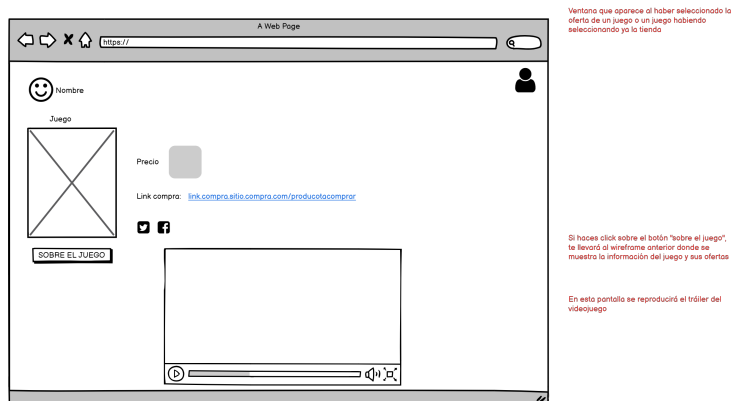 A Web Page
https://
Nombre
Juego
Precio
Link compra: link.compra.sitio.compra.com/producotacomprar
SOBRE EL JUEGO
Ventana que aparece al haber seleccionado la
oferta de un juego o un juego habiendo
seleccionando ya la tienda
Si haces click sobre el botón "sobre el juego",
te llevará al wireframe anterior donde se
muestra la información del juego y sus ofertas
En esta pantalla se reproducirá el tráiler del
videojuego